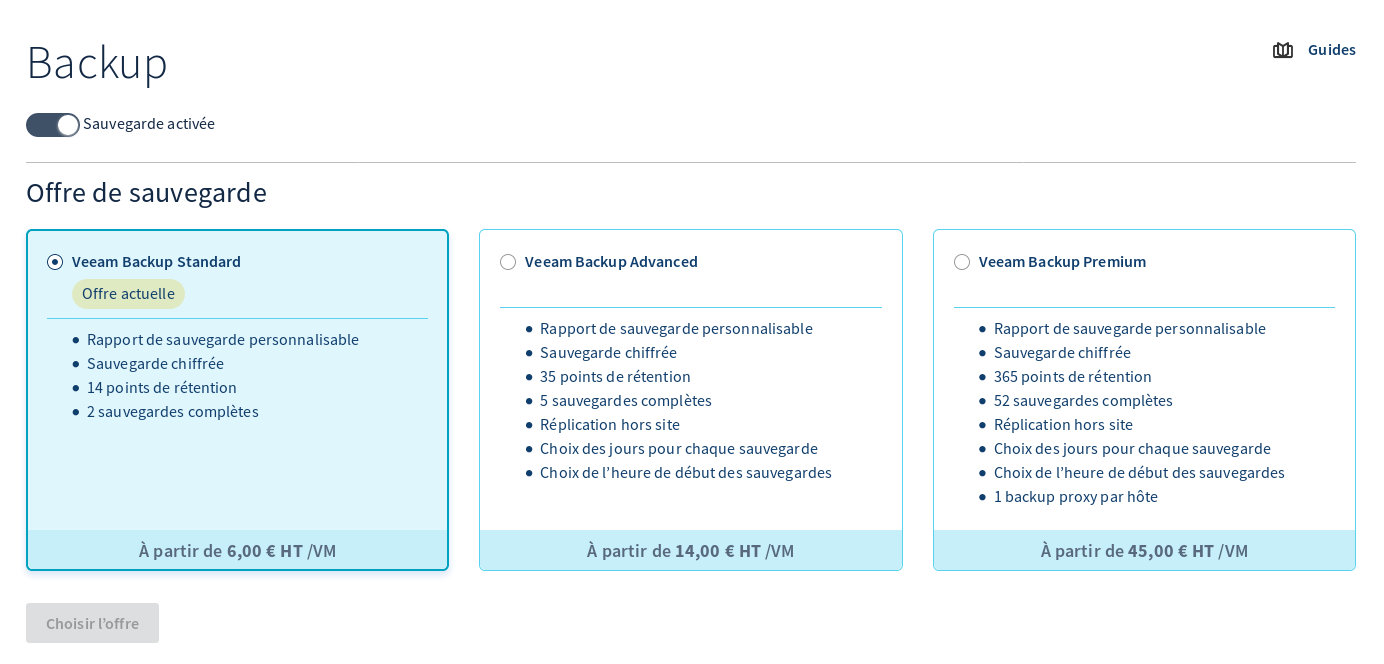 Backup
Guides
Sauvegarde activée
Offre de sauvegarde
Veeam Backup Standard
Offre actuelle
• Rapport de sauvegarde personnalisable
• Sauvegarde chiffrée
• 14 points de rétention
• 2 sauvegardes complètes
À partir de 6,00 € HT /VM
Veeam Backup Advanced
• Rapport de sauvegarde personnalisable
• Sauvegarde chiffrée
• 35 points de rétention
• 5 sauvegardes complètes
• Réplication hors site
• Choix des jours pour chaque sauvegarde
• Choix de l’heure de début des sauvegardes
À partir de 14,00 € HT /VM
Veeam Backup Premium
• Rapport de sauvegarde personnalisable
• Sauvegarde chiffrée
• 365 points de rétention
• 52 sauvegardes complètes
• Réplication hors site
• Choix des jours pour chaque sauvegarde
• Choix de l’heure de début des sauvegardes
• 1 backup proxy par hôte
À partir de 45,00 € HT /VM
Choisir l’offre